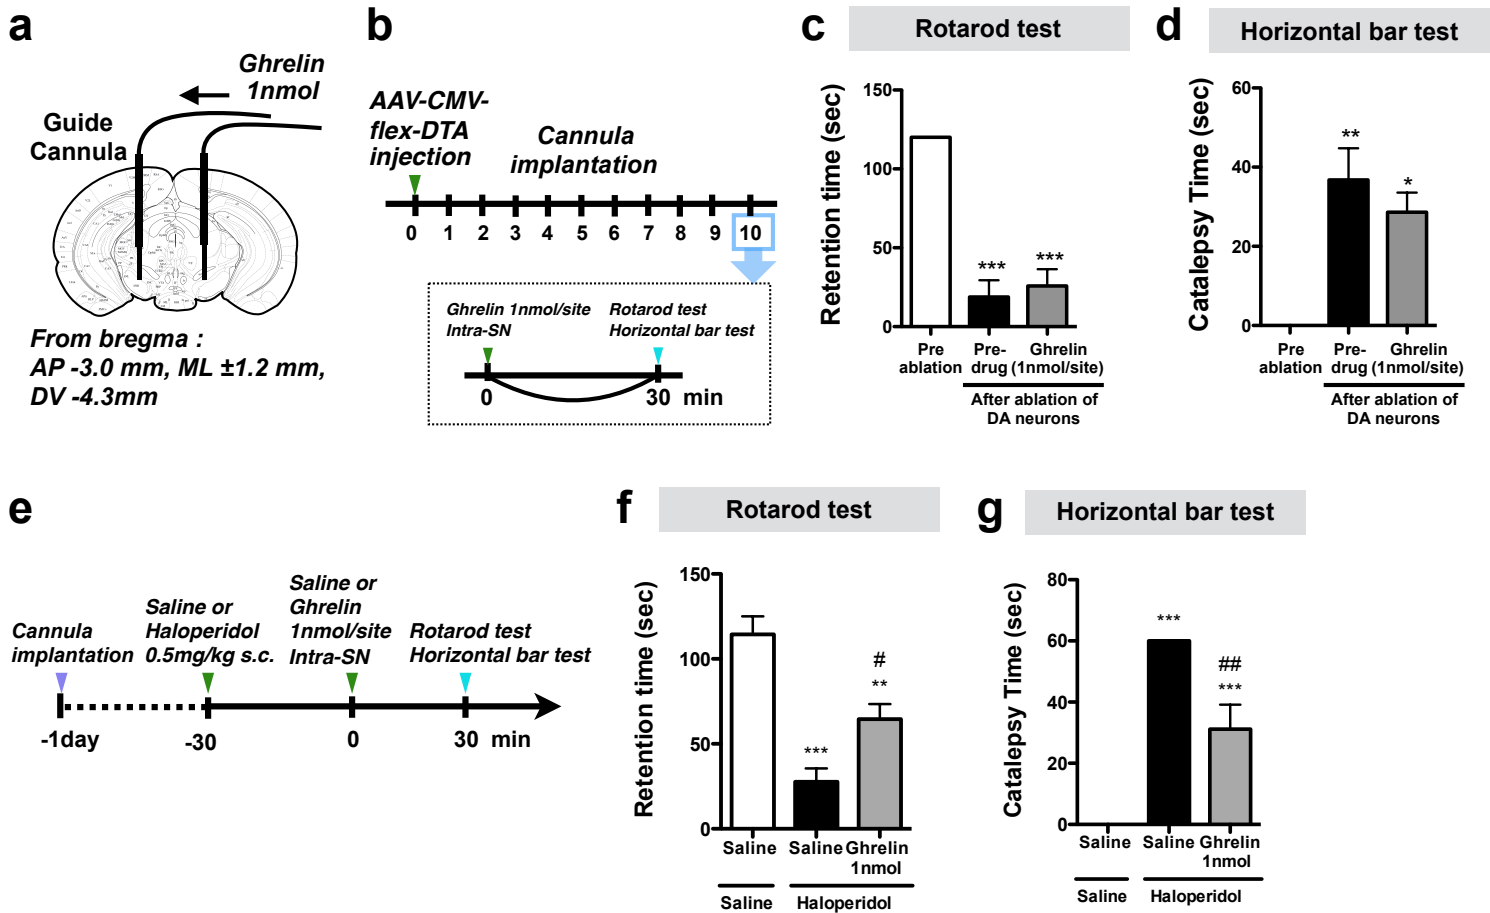 a
Ghrelin
1nmol
Guide
Cannula
From bregma :
AP -3.0 mm, ML ±1.2 mm,
DV -4.3mm
b
AAV-CMV-
flex-DTA
injection
Cannula
implantation
0 1 2 3 4 5 6 7 8 9 10
Ghrelin 1nmol/site
Intra-SN
Rotarod test
Horizontal bar test
0 30 min
c
Rotarod test
Retention time (sec)
150
100
50
0
***
***
Pre
ablation
Pre-
drug
Ghrelin
(1nmol/site)
After ablation of
DA neurons
d
Horizontal bar test
Catalepsy Time (sec)
60
40
20
0
**
*
Pre
ablation
Pre-
drug
Ghrelin
(1nmol/site)
After ablation of
DA neurons
e
Cannula
implantation
Saline or
Haloperidol
0.5mg/kg s.c.
Saline or
Ghrelin
1nmol/site
Intra-SN
Rotarod test
Horizontal bar test
-1day -30 0 30 min
f
Rotarod test
Retention time (sec)
150
100
50
0
***
#
**
Saline
Saline
Ghrelin
1nmol
Saline
Haloperidol
g
Horizontal bar test
Catalepsy Time (sec)
80
60
40
20
0
***
##
***
Saline
Saline
Ghrelin
1nmol
Saline
Haloperidol